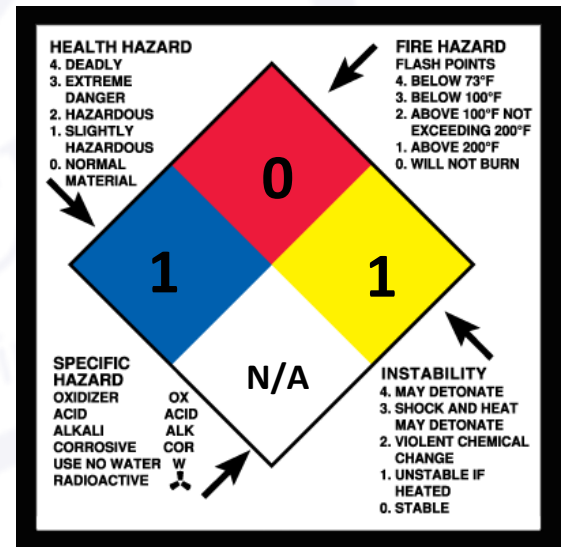 HEALTH HAZARD
4. DEADLY
3. EXTREME
DANGER
2. HAZARDOUS
1. SLIGHTLY
HAZARDOUS
0. NORMAL
MATERIAL
FIRE HAZARD
FLASH POINTS
4. BELOW 73°F
3. BELOW 100°F
2. ABOVE 100°F NOT
EXCEEDING 200°F
1. ABOVE 200°F
0. WILL NOT BURN
0
1
1
N/A
SPECIFIC
HAZARD
OXIDIZER OX
ACID ACID
ALKALI ALK
CORROSIVE COR
USE NO WATER W
RADIOACTIVE
INSTABILITY
4. MAY DETONATE
3. SHOCK AND HEAT
MAY DETONATE
2. VIOLENT CHEMICAL
CHANGE
1. UNSTABLE IF
HEATED
0. STABLE